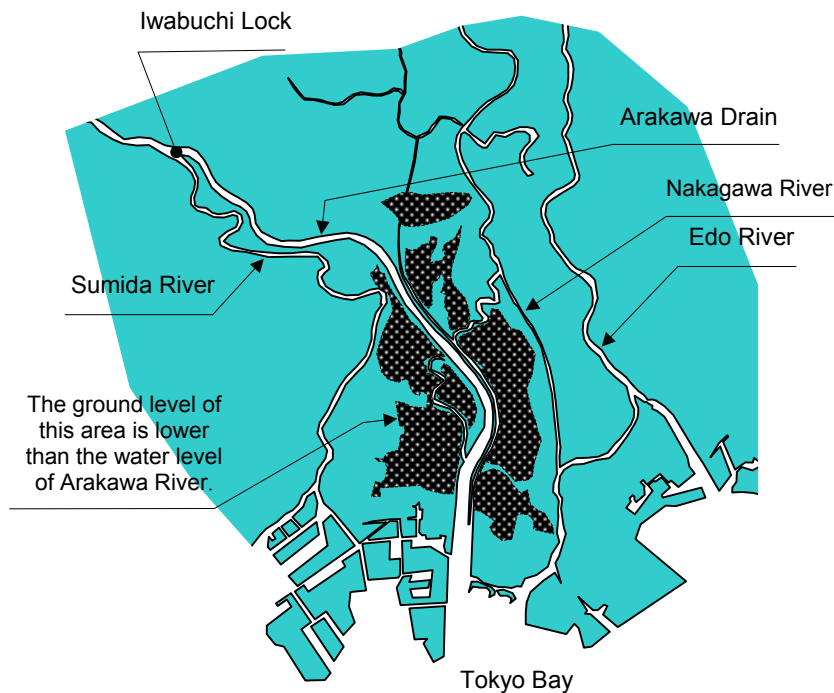 Iwabuchi Lock
Arakawa Drain
Nakagawa River
Edo River
Sumida River
The ground level of
this area is lower
than the water level
of Arakawa River.
Tokyo Bay